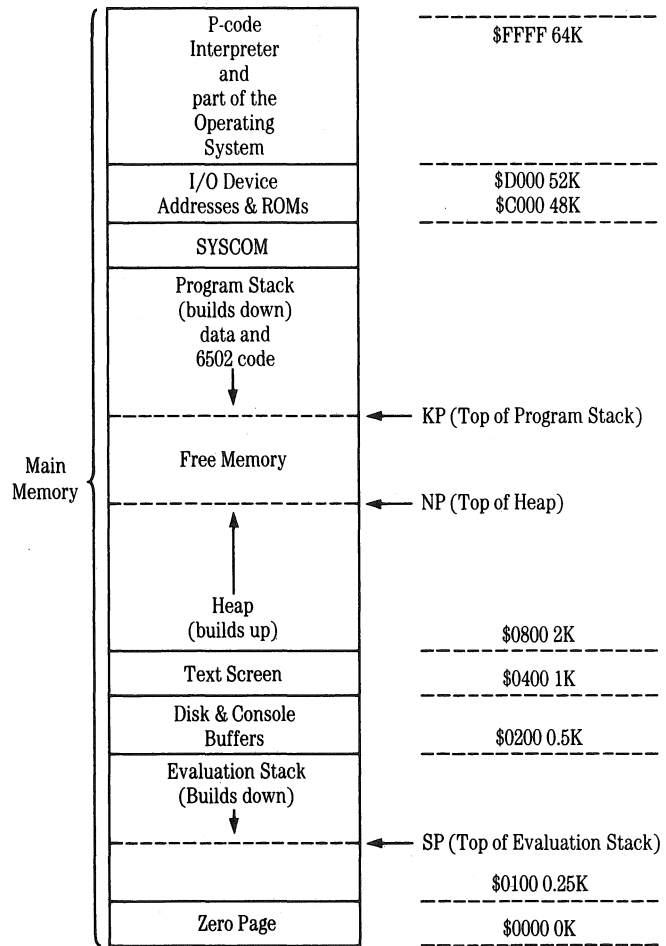 P-code
Interpreter
and
part of the
Operating
System
$FFFF 64K
I/O Device
Addresses & ROMs
$D000 52K
$C000 48K
SYSCOM
Program Stack
(builds down)
data and
6502 code
KP (Top of Program Stack)
Free Memory
Main
Memory
NP (Top of Heap)
Heap
(builds up)
$0800 2K
Text Screen
$0400 1K
Disk & Console
Buffers
$0200 0.5K
Evaluation Stack
(Builds down)
SP (Top of Evaluation Stack)
$0100 0.25K
Zero Page
$0000 0K